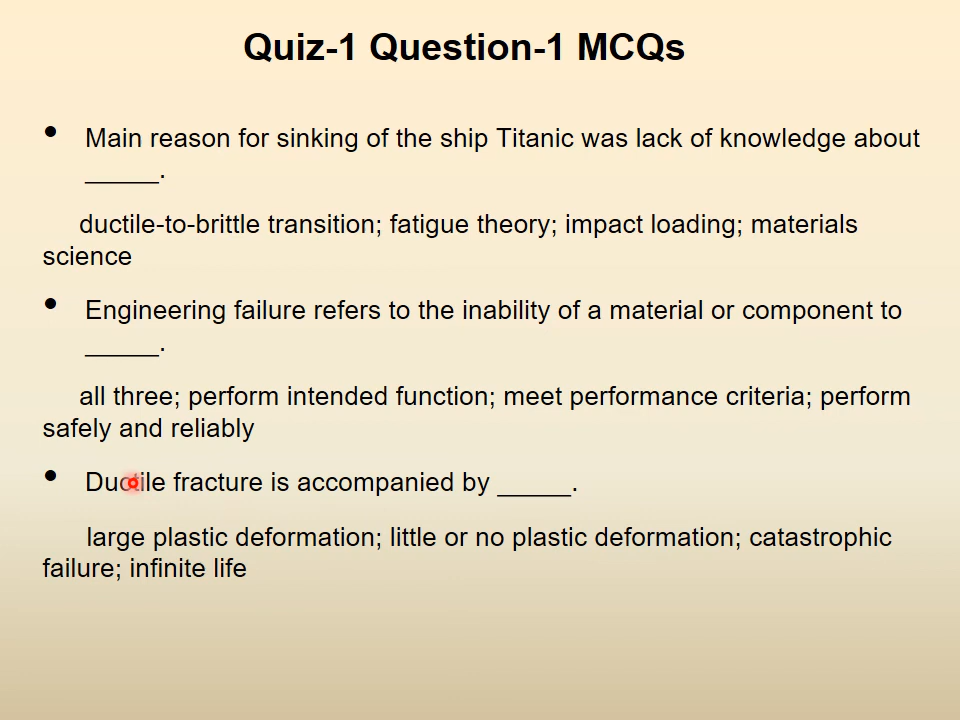 Quiz-1 Question-1 MCQs
• Main reason for sinking of the ship Titanic was lack of knowledge about
_____.
ductile-to-brittle transition; fatigue theory; impact loading; materials
science
• Engineering failure refers to the inability of a material or component to
_____.
all three; perform intended function; meet performance criteria; perform
safely and reliably
• Ductile fracture is accompanied by _____.
large plastic deformation; little or no plastic deformation; catastrophic
failure; infinite life